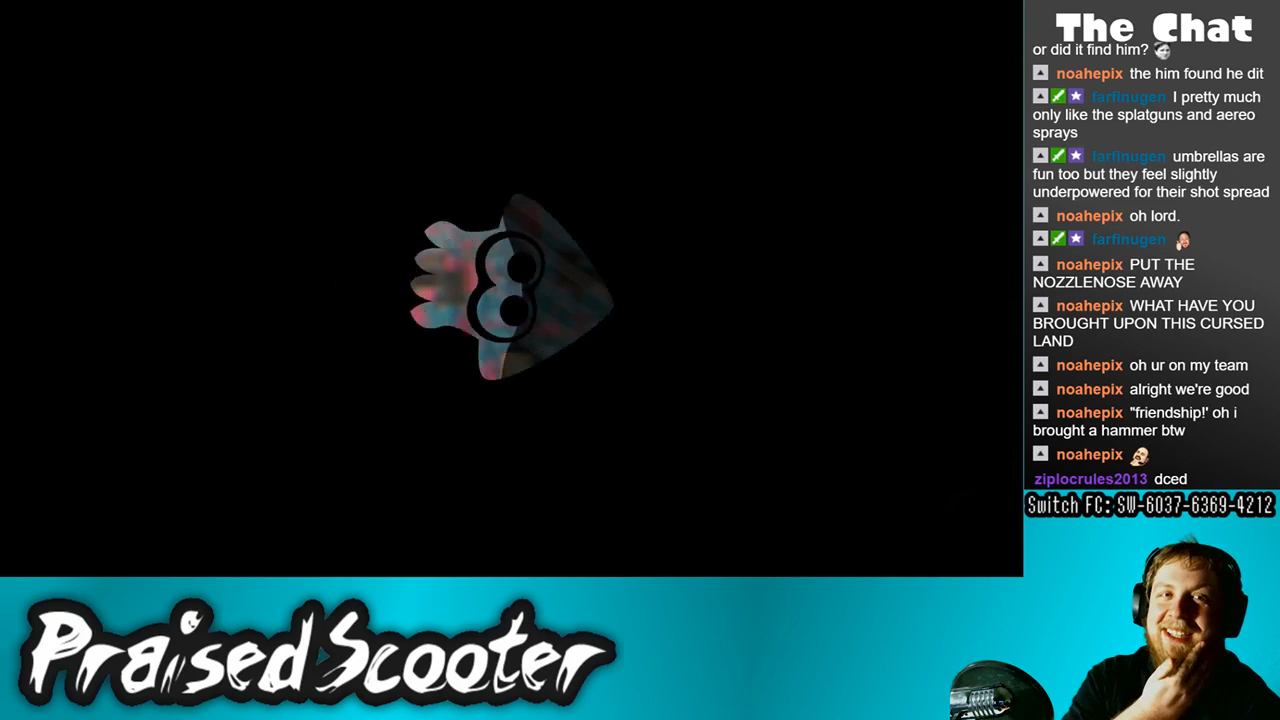 The Chat
or did it find him?
noahepix the him found he dit
farfinugen I pretty much
only like the splatguns and aereo
sprays
farfinugen umbrellas are
fun too but they feel slightly
underpowered for their shot spread
noahepix oh lord.
farfinugen
noahepix PUT THE
NOZZLENOSE AWAY
noahepix WHAT HAVE YOU
BROUGHT UPON THIS CURSED
LAND
noahepix oh ur on my team
noahepix alright we're good
noahepix "friendship!' oh i
brought a hammer btw
noahepix
ziplocrules2013 dced
Switch FC: SW-6037-6369-4212
PraisedScooter